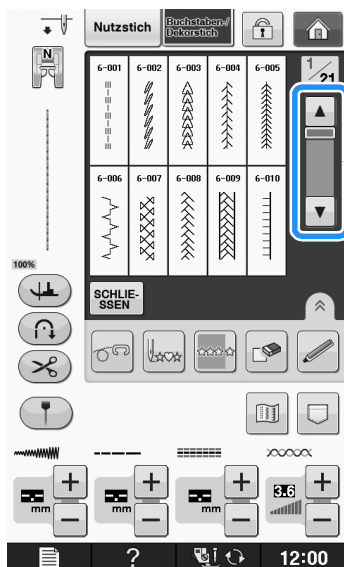 Nutzstich
Buchstaben-/
Dekorstich
N
6-001 6-002 6-003 6-004 6-005
1/21
6-006 6-007 6-008 6-009 6-010
100%
SCHLIE-
SSEN
mm mm mm 3.6
? 12:00